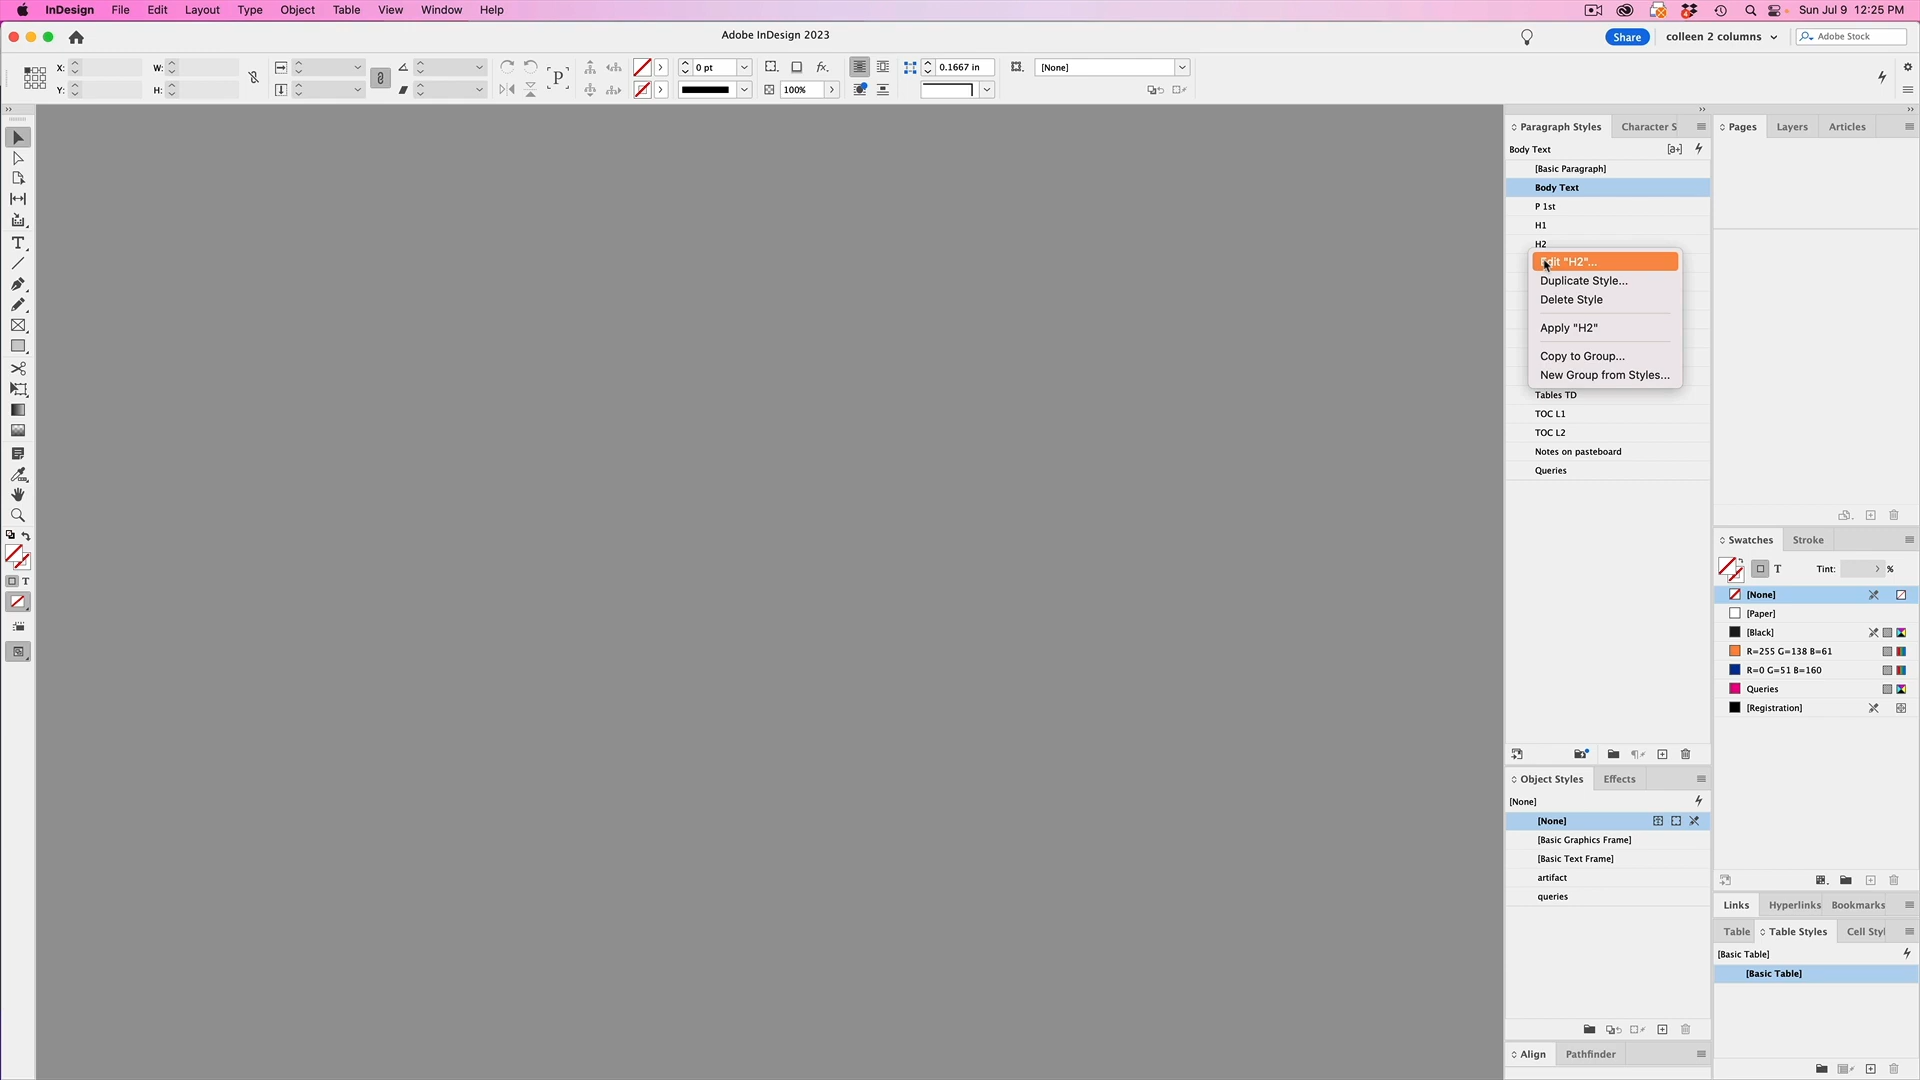 InDesign File Edit Layout Type Object Table View Window Help
Sun Jul 9 12:25 PM
Adobe InDesign 2023
Share
colleen 2 columns
Adobe Stock
X:
W:
0 pt
fx.
0.1667 in
[None]
Y:
H:
P
100%
Paragraph Styles
Character S
Body Text
[a+]
[Basic Paragraph]
Body Text
P 1st
H1
H2
Edit "H2"...
Duplicate Style...
Delete Style
Apply "H2"
Copy to Group...
New Group from Styles...
Tables TD
TOC L1
TOC L2
Notes on pasteboard
Queries
Object Styles
Effects
[None]
[None]
[Basic Graphics Frame]
[Basic Text Frame]
artifact
queries
Align
Pathfinder
Pages
Layers
Articles
Swatches
Stroke
T
Tint:
%
[None]
[Paper]
[Black]
R=255 G=138 B=61
R=0 G=51 B=160
Queries
[Registration]
Links
Hyperlinks
Bookmarks
Table
Table Styles
Cell Styl
[Basic Table]
[Basic Table]